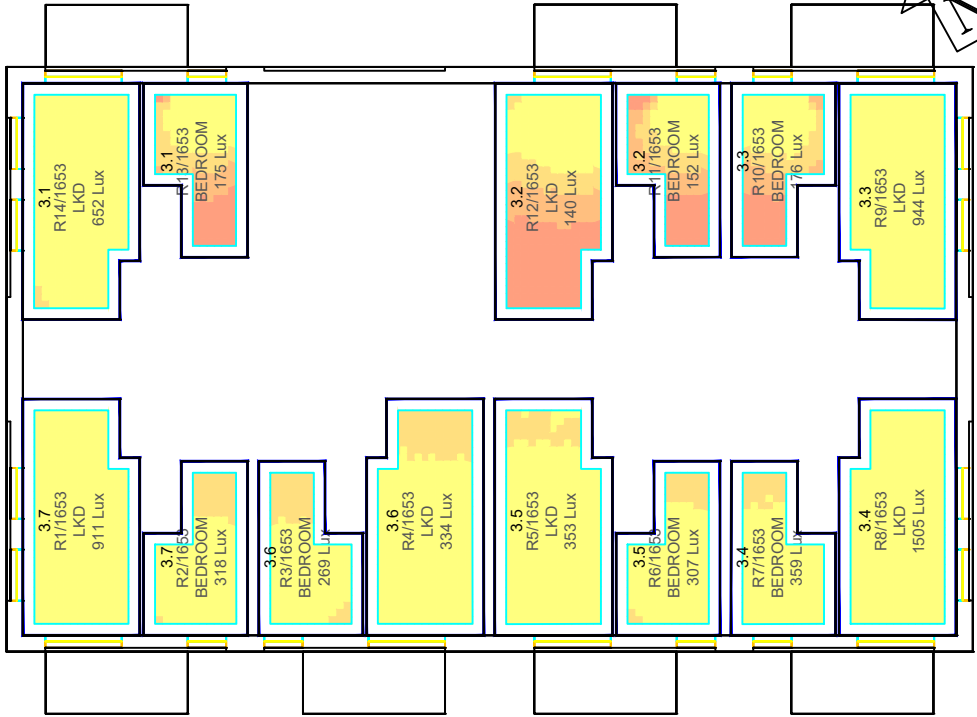 3.1
R14/1653
LKD
652 Lux
3.1
R13/1653
BEDROOM
175 Lux
3.2
R12/1653
LKD
140 Lux
3.2
R11/1653
BEDROOM
152 Lux
3.3
R10/1653
BEDROOM
176 Lux
3.3
R9/1653
LKD
944 Lux
3.7
R1/1653
LKD
911 Lux
3.7
R2/1653
BEDROOM
318 Lux
3.6
R3/1653
BEDROOM
269 Lux
3.6
R4/1653
LKD
334 Lux
3.5
R5/1653
LKD
353 Lux
3.5
R6/1653
BEDROOM
307 Lux
3.4
R7/1653
BEDROOM
359 Lux
3.4
R8/1653
LKD
1505 Lux